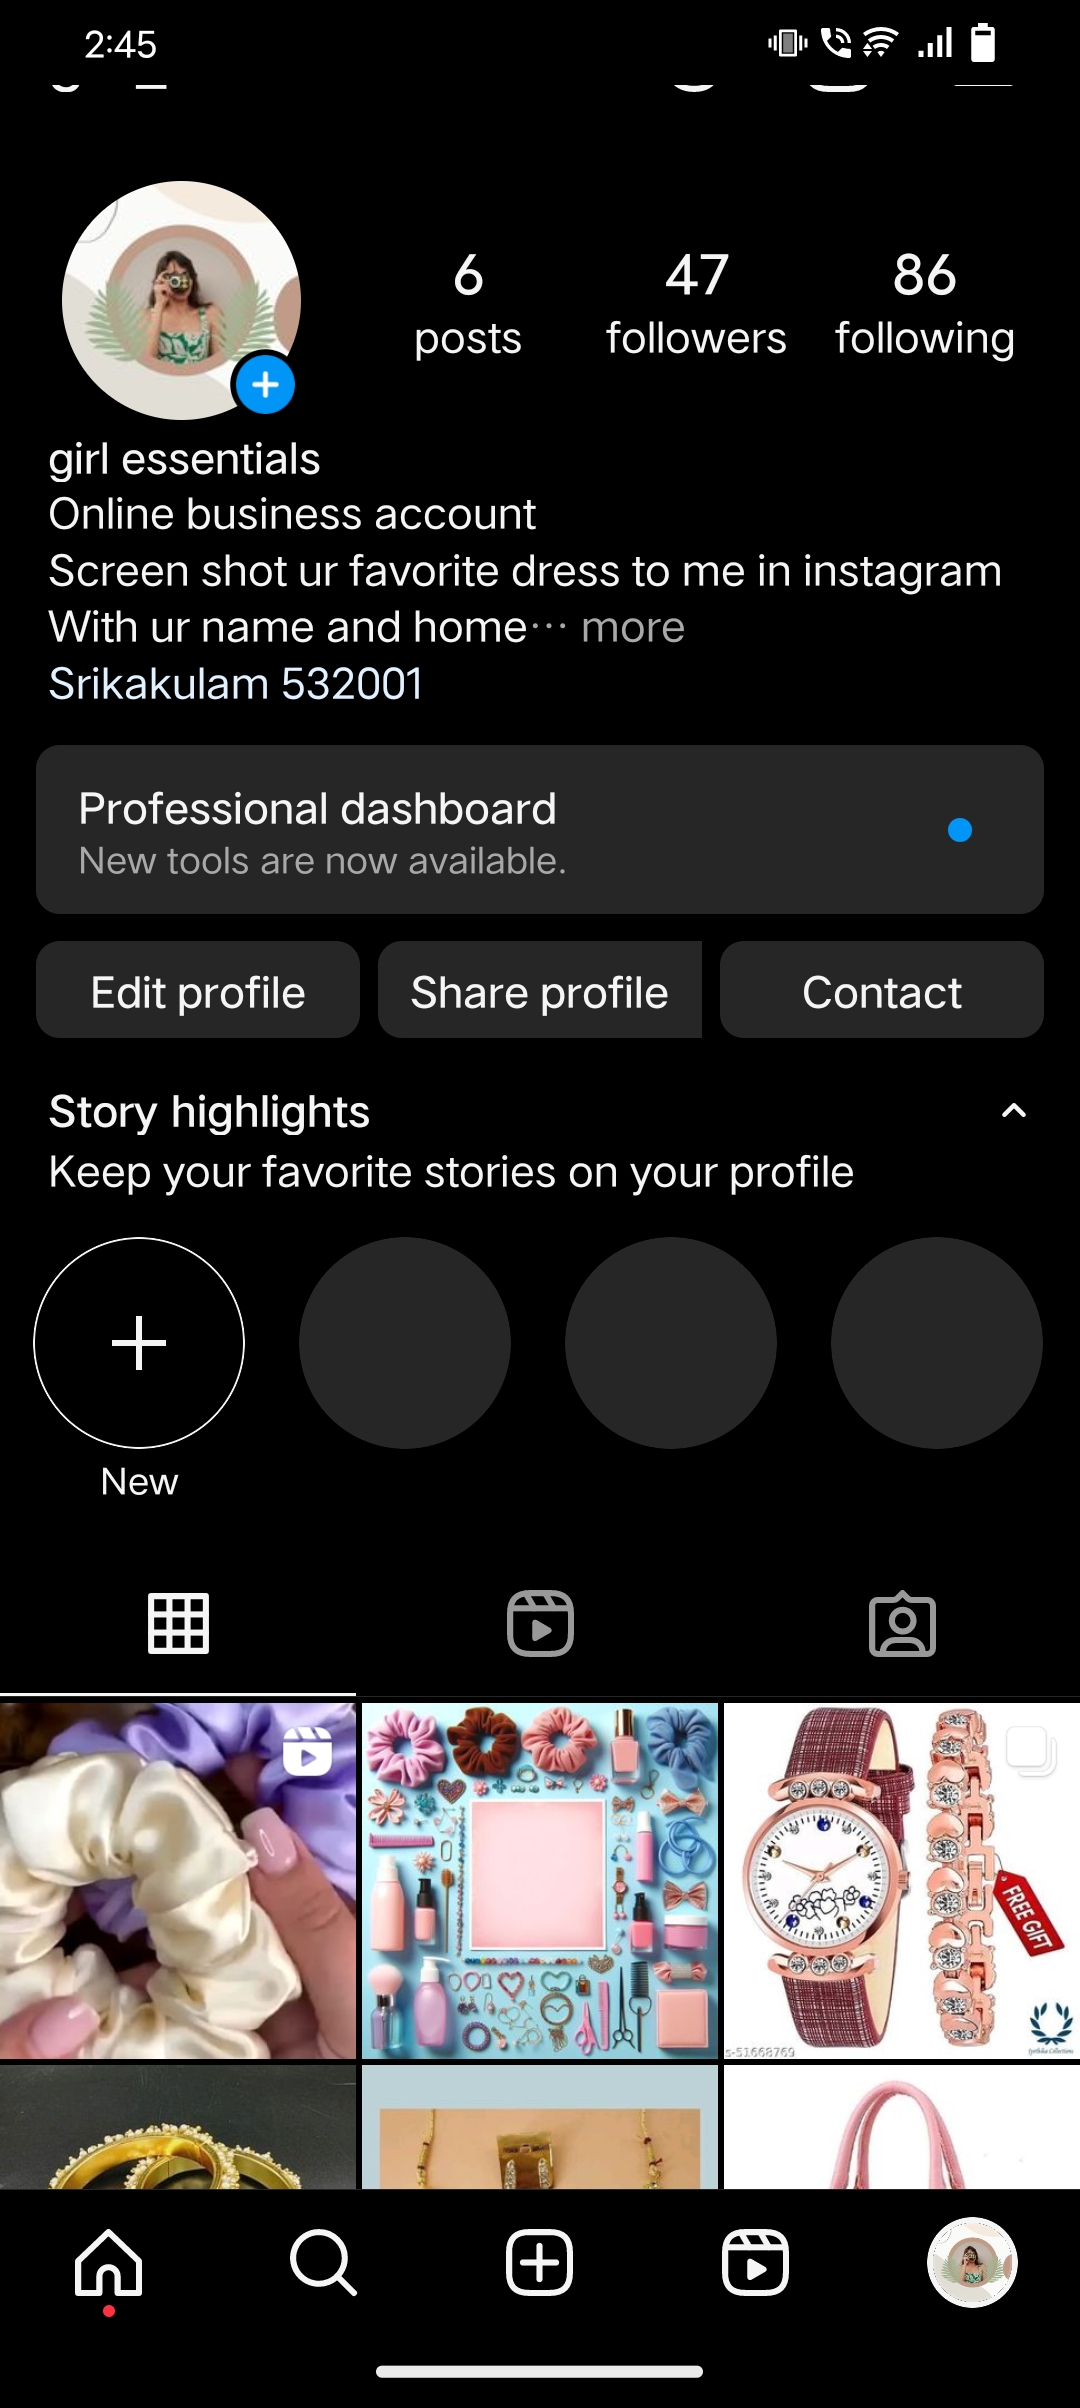 2:45
6
posts
47
followers
86
following
girl essentials
Online business account
Screen shot ur favorite dress to me in instagram
With ur name and home··· more
Srikakulam 532001
Professional dashboard
New tools are now available.
Edit profile
Share profile
Contact
Story highlights
Keep your favorite stories on your profile
New
FREE GIFT
s-51668769